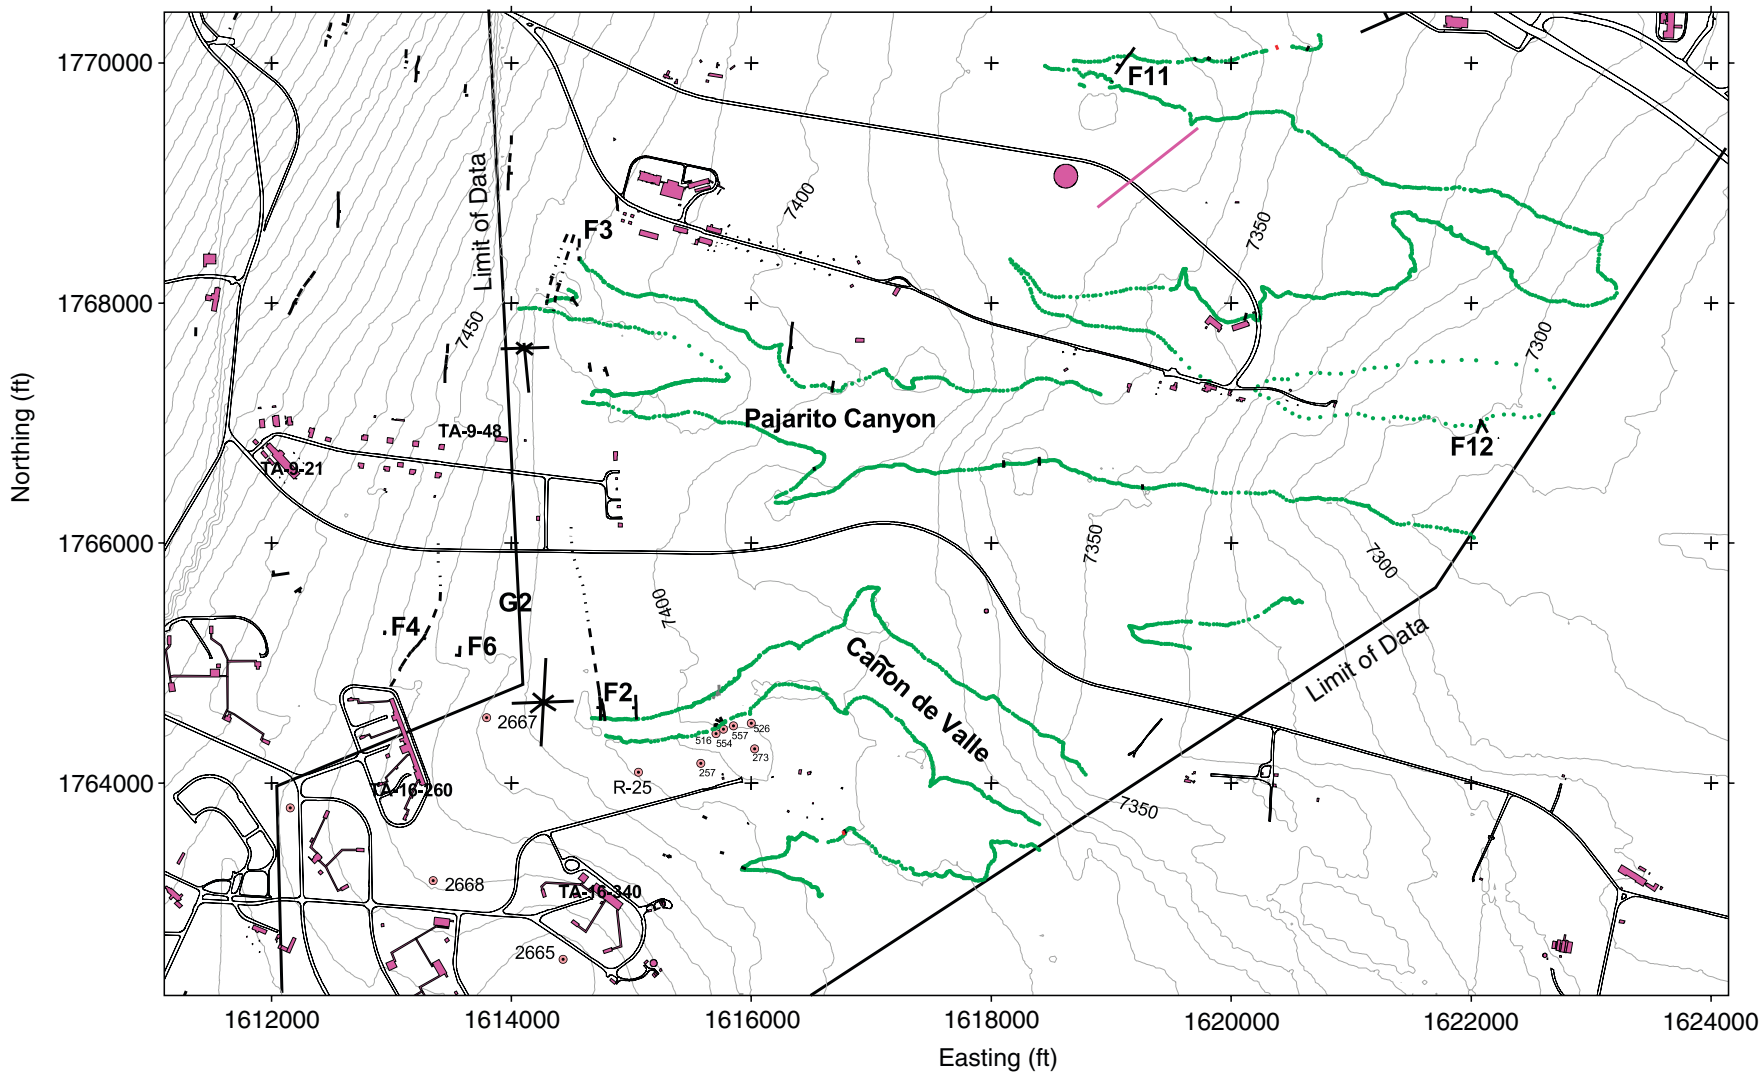 1770000
F11
7400
7350
Limit of Data
F3
1768000
7450
7300
Pajarito Canyon
TA-9-48
F12
TA-9-21
Northing (ft)
1766000
7350
7300
G2
7400
F4
F6
Limit of Data
Cañon de Valle
F2
2667
526
557
516
554
273
257
R-25
1764000
TA-16-260
7350
2668
TA-16-340
2665
1612000
1614000
1616000
1618000
1620000
1622000
1624000
Easting (ft)